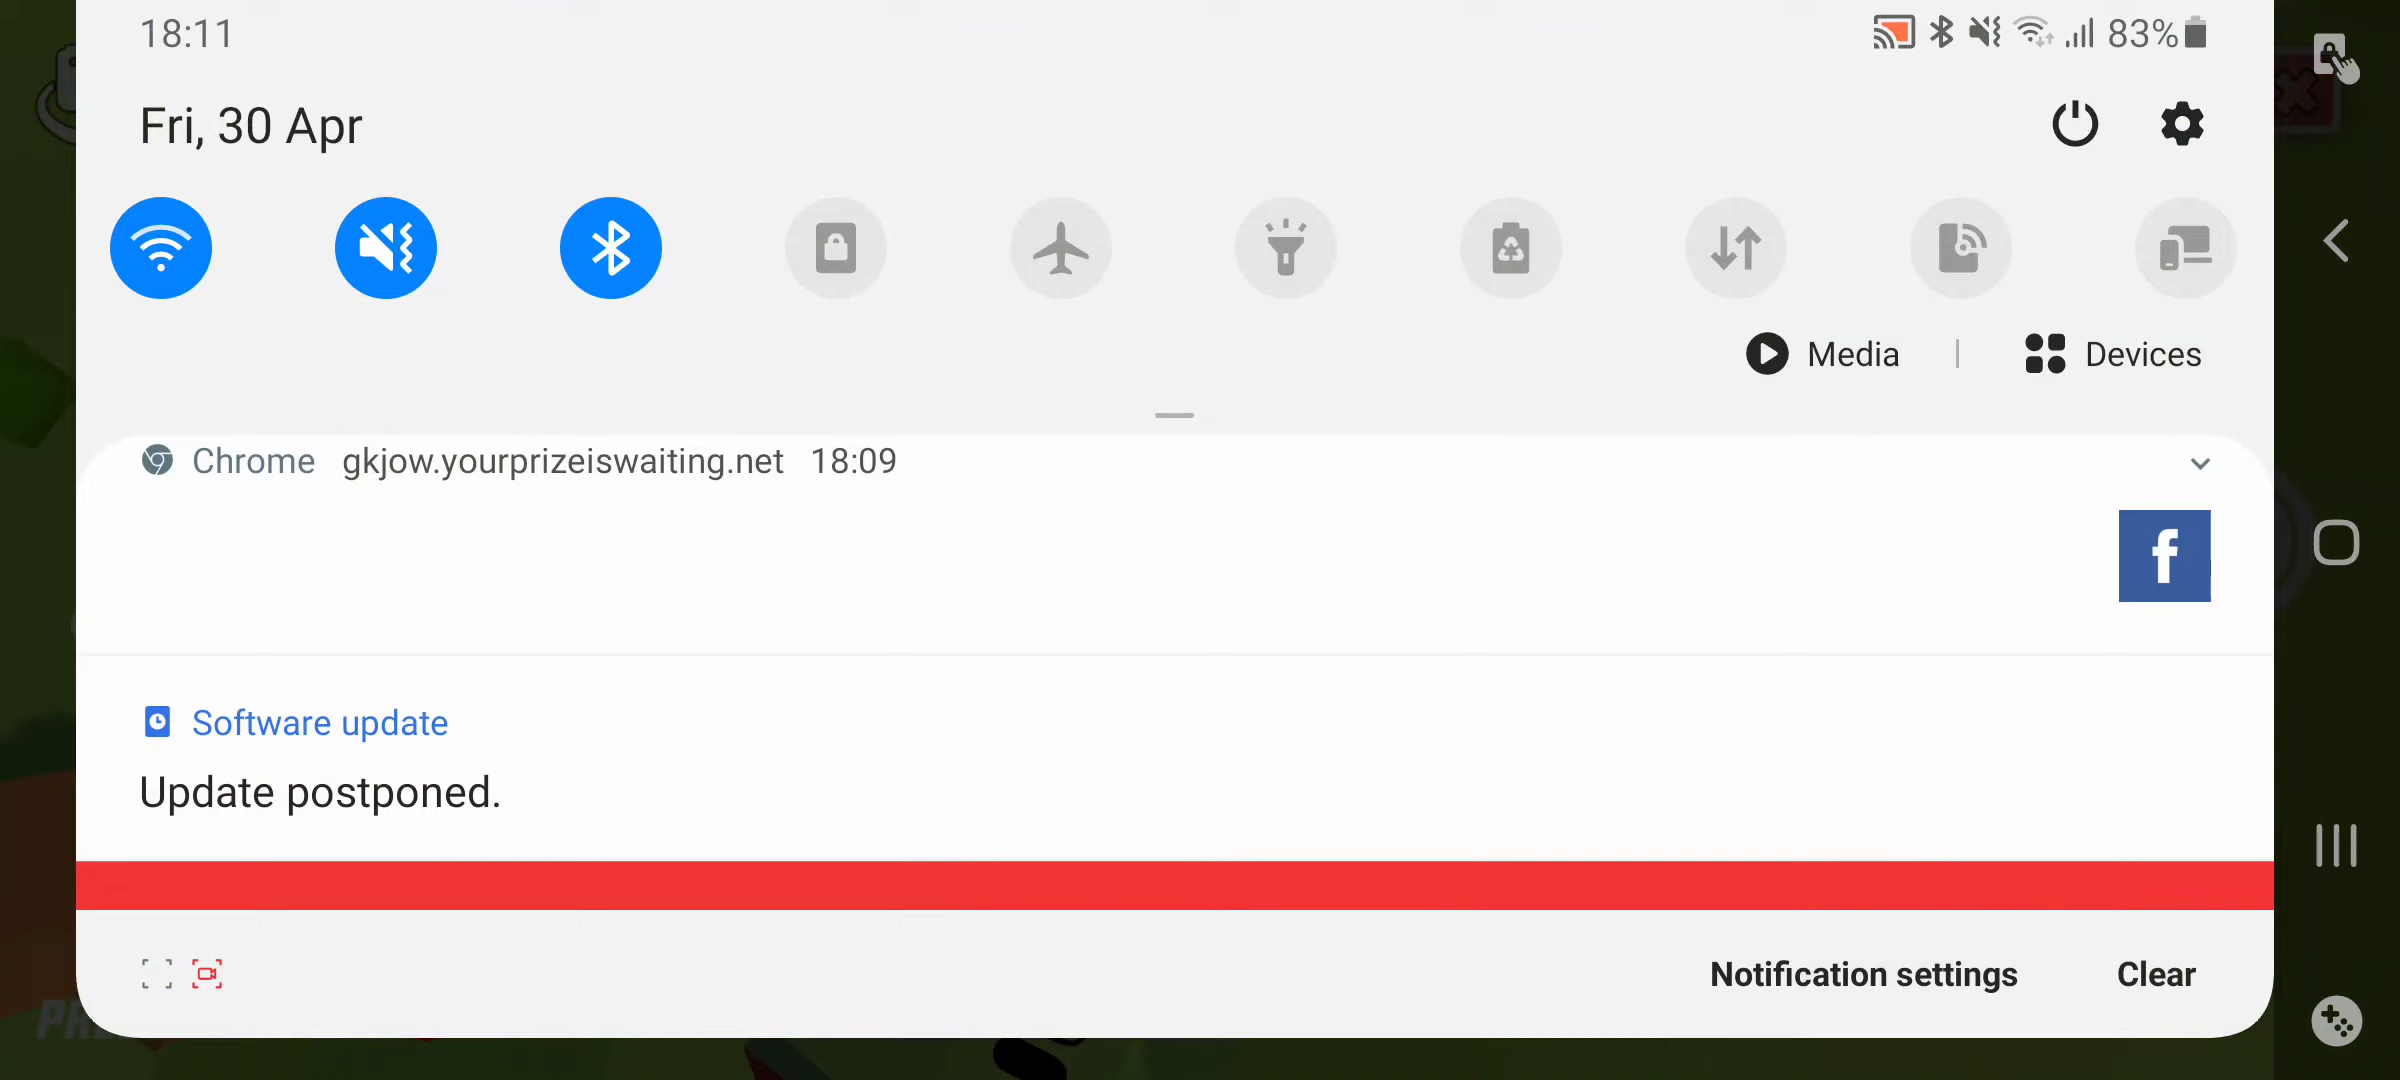 18:11
83%
Fri, 30 Apr
Media
Devices
Chrome gkjow.yourprizeiswaiting.net 18:09
f
Software update
Update postponed.
Notification settings
Clear